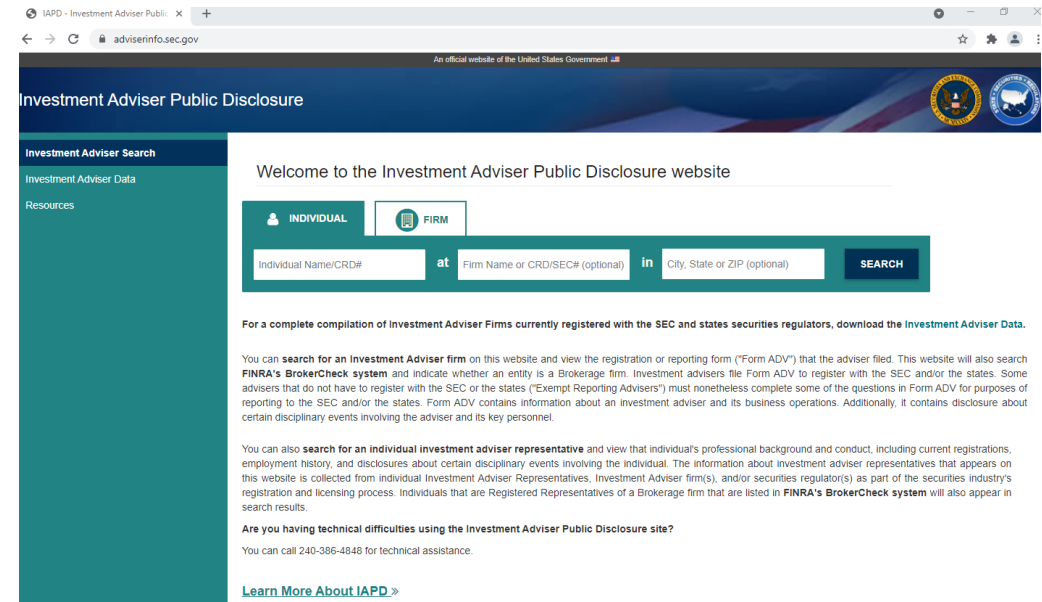 IAPD - Investment Adviser Public
adviserinfo.sec.gov
An official website of the United States Government
Investment Adviser Public Disclosure
Investment Adviser Search
Investment Adviser Data
Resources
Welcome to the Investment Adviser Public Disclosure website
INDIVIDUAL
FIRM
Individual Name/CRD#
at
Firm Name or CRD/SEC# (optional)
in
City, State or ZIP (optional)
SEARCH
For a complete compilation of Investment Adviser Firms currently registered with the SEC and states securities regulators, download the Investment Adviser Data.
You can search for an Investment Adviser firm on this website and view the registration or reporting form ("Form ADV") that the adviser filed. This website will also search
FINRA's BrokerCheck system and indicate whether an entity is a Brokerage firm. Investment advisers file Form ADV to register with the SEC and/or the states. Some
advisers that do not have to register with the SEC or the states ("Exempt Reporting Advisers") must nonetheless complete some of the questions in Form ADV for purposes of
reporting to the SEC and/or the states. Form ADV contains information about an investment adviser and its business operations. Additionally, it contains disclosure about
certain disciplinary events involving the adviser and its key personnel.
You can also search for an individual investment adviser representative and view that individual's professional background and conduct, including current registrations,
employment history, and disclosures about certain disciplinary events involving the individual. The information about investment adviser representatives that appears on
this website is collected from individual Investment Adviser Representatives, Investment Adviser firm(s), and/or securities regulator(s) as part of the securities industry's
registration and licensing process. Individuals that are Registered Representatives of a Brokerage firm that are listed in FINRA's BrokerCheck system will also appear in
search results.
Are you having technical difficulties using the Investment Adviser Public Disclosure site?
You can call 240-386-4848 for technical assistance.
Learn More About IAPD »